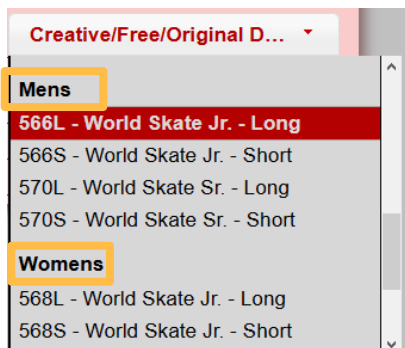 Creative/Free/Original D...
Mens
566L - World Skate Jr. - Long
566S - World Skate Jr. - Short
570L - World Skate Sr. - Long
570S - World Skate Sr. - Short
Womens
568L - World Skate Jr. - Long
568S - World Skate Jr. - Short